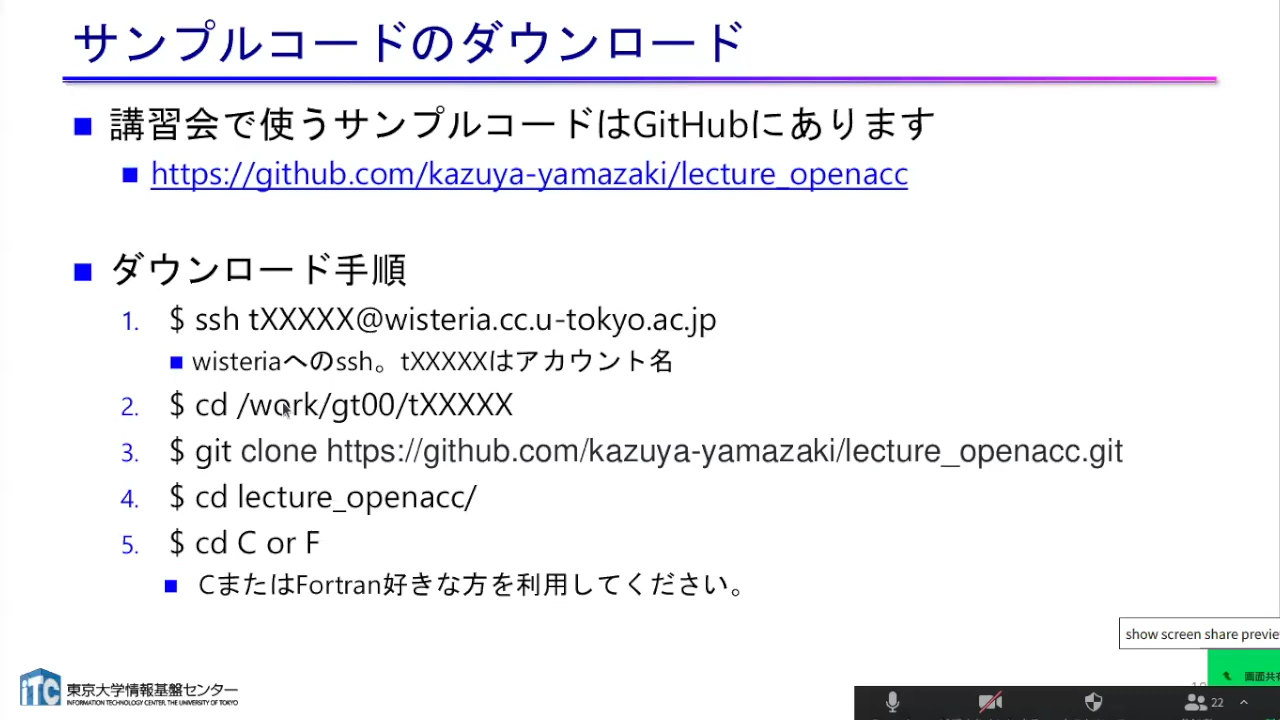 サンプルコードのダウンロード
講習会で使うサンプルコードはGitHubにあります
https://github.com/kazuya-yamazaki/lecture_openacc
ダウンロード手順
1. $ ssh tXXXXX@wisteria.cc.u-tokyo.ac.jp
wisteriaへのssh。tXXXXXはアカウント名
2. $ cd /work/gt00/tXXXXX
3. $ git clone https://github.com/kazuya-yamazaki/lecture_openacc.git
4. $ cd lecture_openacc/
5. $ cd C or F
CまたはFortran好きな方を利用してください。
show screen share previe
画面共有
iTC 東京大学情報基盤センター
INFORMATION TECHNOLOGY CENTER, THE UNIVERSITY OF TOKYO
22